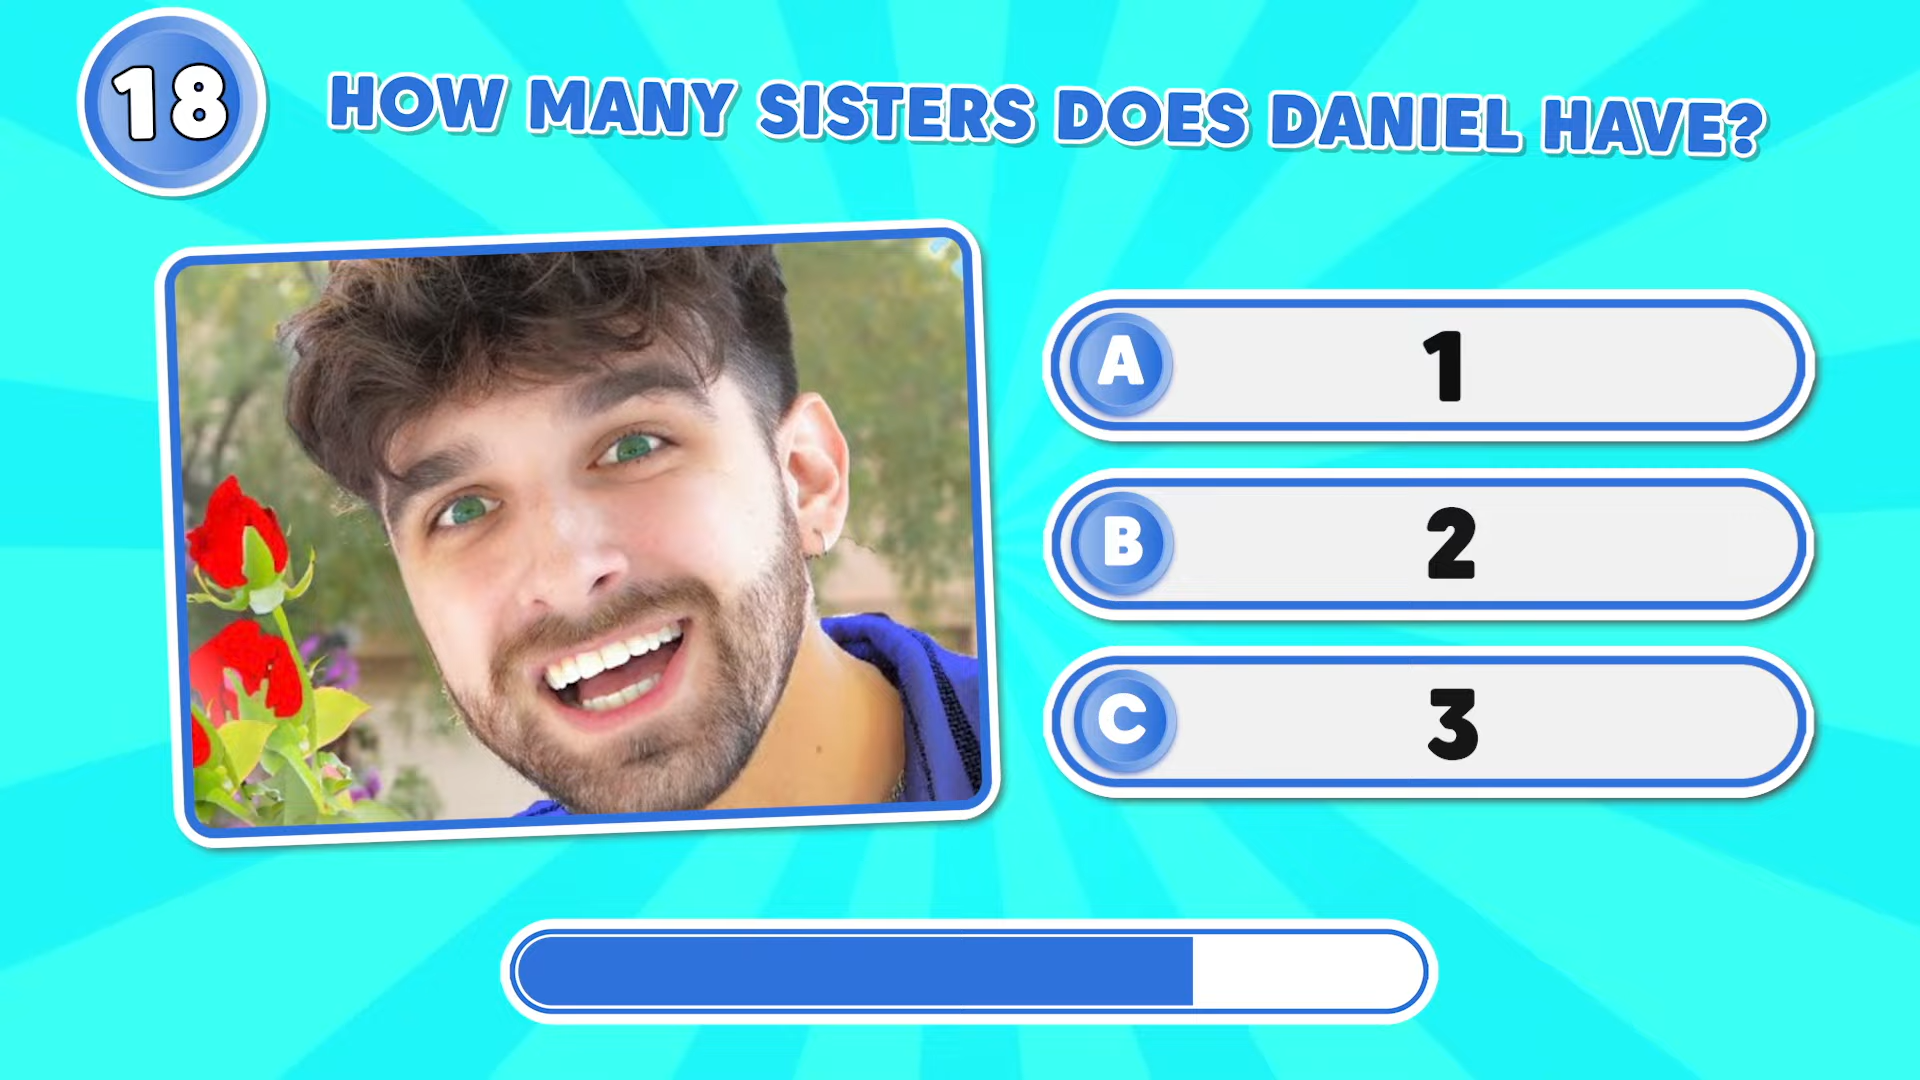 18
HOW MANY SISTERS DOES DANIEL HAVE?
A 1
B 2
C 3